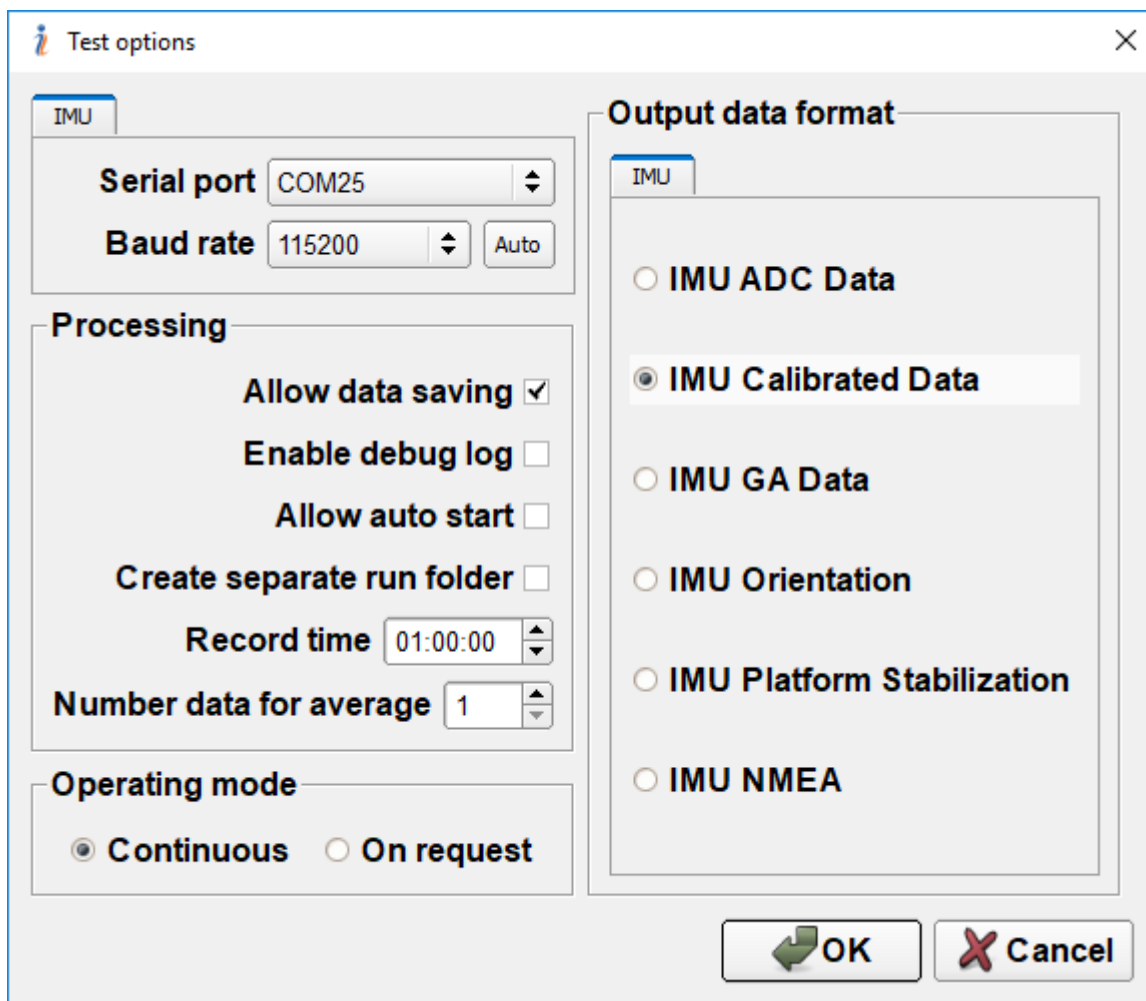 Test options
IMU
Serial port COM25
Baud rate 115200 Auto
Processing
Allow data saving
Enable debug log
Allow auto start
Create separate run folder
Record time 01:00:00
Number data for average 1
Operating mode
Continuous On request
Output data format
IMU
IMU ADC Data
IMU Calibrated Data
IMU GA Data
IMU Orientation
IMU Platform Stabilization
IMU NMEA
OK Cancel